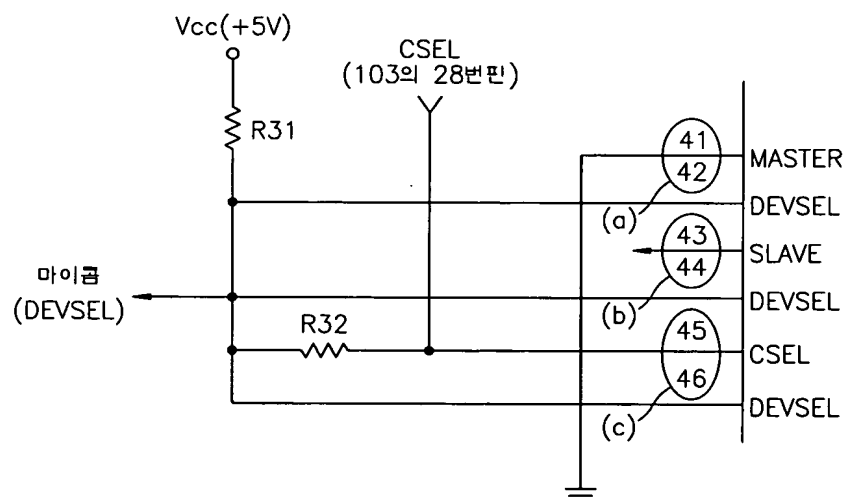 Vcc(+5V)
CSEL
(103의 28번핀)
R31
41
MASTER
42
(a)
DEVSEL
43
SLAVE
44
마이콤
(DEVSEL)
(b)
DEVSEL
R32
45
CSEL
46
(c)
DEVSEL